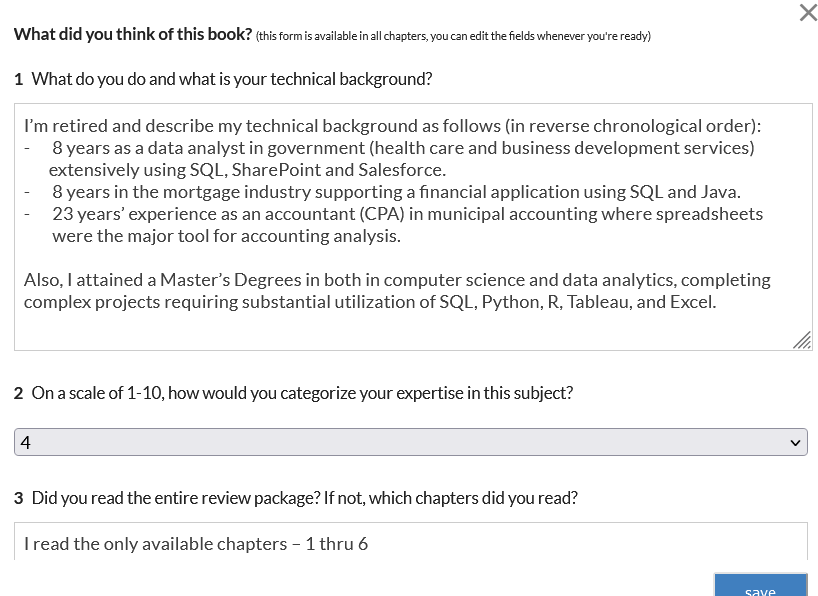 What did you think of this book? (this form is available in all chapters, you can edit the fields whenever you're ready)
1 What do you do and what is your technical background?
I'm retired and describe my technical background as follows (in reverse chronological order):
- 8 years as a data analyst in government (health care and business development services)
extensively using SQL, SharePoint and Salesforce.
- 8 years in the mortgage industry supporting a financial application using SQL and Java.
- 23 years' experience as an accountant (CPA) in municipal accounting where spreadsheets
were the major tool for accounting analysis.
Also, I attained a Master's Degrees in both in computer science and data analytics, completing
complex projects requiring substantial utilization of SQL, Python, R, Tableau, and Excel.
2 On a scale of 1-10, how would you categorize your expertise in this subject?
4
3 Did you read the entire review package? If not, which chapters did you read?
I read the only available chapters – 1 thru 6
save